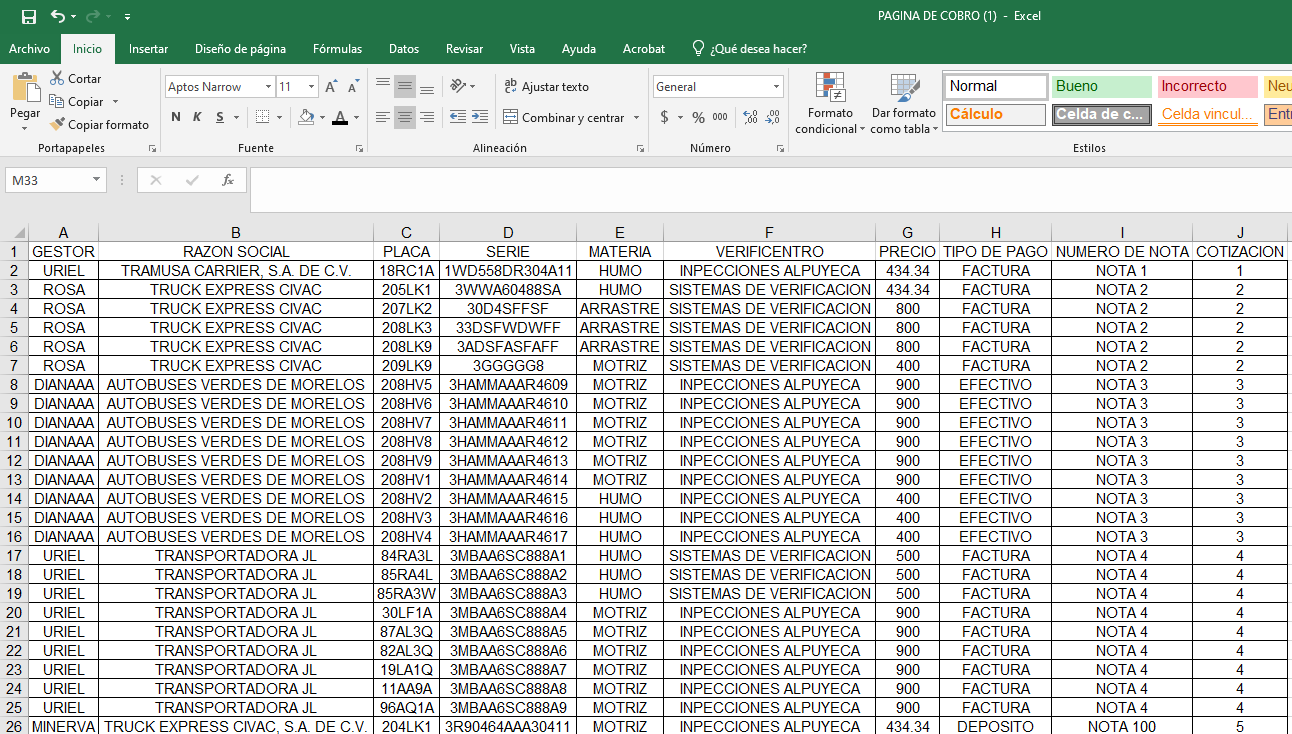 PAGINA DE COBRO (1) - Excel
Archivo Inicio Insertar Diseño de página Fórmulas Datos Revisar Vista Ayuda Acrobat ¿Qué desea hacer?
Pegar Cortar Copiar Copiar formato Portapapeles
Aptos Narrow 11 N K S Fuente
ab Ajustar texto Combinar y centrar Alineación
General $ % 000 Número
Formato condicional Dar formato como tabla
Normal Bueno Incorrecto Neu
Cálculo Celda de c... Celda vincul... Entr
Estilos
M33 fx
A B C D E F G H I J
1 GESTOR RAZON SOCIAL PLACA SERIE MATERIA VERIFICENTRO PRECIO TIPO DE PAGO NUMERO DE NOTA COTIZACION
2 URIEL TRAMUSA CARRIER, S.A. DE C.V. 18RC1A 1WD558DR304A11 HUMO INPECCIONES ALPUYECA 434.34 FACTURA NOTA 1 1
3 ROSA TRUCK EXPRESS CIVAC 205LK1 3WWA60488SA HUMO SISTEMAS DE VERIFICACION 434.34 FACTURA NOTA 2 2
4 ROSA TRUCK EXPRESS CIVAC 207LK2 30D4SFFSF ARRASTRE SISTEMAS DE VERIFICACION 800 FACTURA NOTA 2 2
5 ROSA TRUCK EXPRESS CIVAC 208LK3 33DSFWDWFF ARRASTRE SISTEMAS DE VERIFICACION 800 FACTURA NOTA 2 2
6 ROSA TRUCK EXPRESS CIVAC 208LK9 3ADSFASFAFF ARRASTRE SISTEMAS DE VERIFICACION 800 FACTURA NOTA 2 2
7 ROSA TRUCK EXPRESS CIVAC 209LK9 3GGGGG8 MOTRIZ SISTEMAS DE VERIFICACION 400 FACTURA NOTA 2 2
8 DIANAAA AUTOBUSES VERDES DE MORELOS 208HV5 3HAMMAAAR4609 MOTRIZ INPECCIONES ALPUYECA 900 EFECTIVO NOTA 3 3
9 DIANAAA AUTOBUSES VERDES DE MORELOS 208HV6 3HAMMAAAR4610 MOTRIZ INPECCIONES ALPUYECA 900 EFECTIVO NOTA 3 3
10 DIANAAA AUTOBUSES VERDES DE MORELOS 208HV7 3HAMMAAAR4611 MOTRIZ INPECCIONES ALPUYECA 900 EFECTIVO NOTA 3 3
11 DIANAAA AUTOBUSES VERDES DE MORELOS 208HV8 3HAMMAAAR4612 MOTRIZ INPECCIONES ALPUYECA 900 EFECTIVO NOTA 3 3
12 DIANAAA AUTOBUSES VERDES DE MORELOS 208HV9 3HAMMAAAR4613 MOTRIZ INPECCIONES ALPUYECA 900 EFECTIVO NOTA 3 3
13 DIANAAA AUTOBUSES VERDES DE MORELOS 208HV1 3HAMMAAAR4614 MOTRIZ INPECCIONES ALPUYECA 900 EFECTIVO NOTA 3 3
14 DIANAAA AUTOBUSES VERDES DE MORELOS 208HV2 3HAMMAAAR4615 HUMO INPECCIONES ALPUYECA 400 EFECTIVO NOTA 3 3
15 DIANAAA AUTOBUSES VERDES DE MORELOS 208HV3 3HAMMAAAR4616 HUMO INPECCIONES ALPUYECA 400 EFECTIVO NOTA 3 3
16 DIANAAA AUTOBUSES VERDES DE MORELOS 208HV4 3HAMMAAAR4617 HUMO INPECCIONES ALPUYECA 400 EFECTIVO NOTA 3 3
17 URIEL TRANSPORTADORA JL 84RA3L 3MBAA6SC888A1 HUMO SISTEMAS DE VERIFICACION 500 FACTURA NOTA 4 4
18 URIEL TRANSPORTADORA JL 85RA4L 3MBAA6SC888A2 HUMO SISTEMAS DE VERIFICACION 500 FACTURA NOTA 4 4
19 URIEL TRANSPORTADORA JL 85RA3W 3MBAA6SC888A3 HUMO SISTEMAS DE VERIFICACION 500 FACTURA NOTA 4 4
20 URIEL TRANSPORTADORA JL 30LF1A 3MBAA6SC888A4 MOTRIZ INPECCIONES ALPUYECA 900 FACTURA NOTA 4 4
21 URIEL TRANSPORTADORA JL 87AL3Q 3MBAA6SC888A5 MOTRIZ INPECCIONES ALPUYECA 900 FACTURA NOTA 4 4
22 URIEL TRANSPORTADORA JL 82AL3Q 3MBAA6SC888A6 MOTRIZ INPECCIONES ALPUYECA 900 FACTURA NOTA 4 4
23 URIEL TRANSPORTADORA JL 19LA1Q 3MBAA6SC888A7 MOTRIZ INPECCIONES ALPUYECA 900 FACTURA NOTA 4 4
24 URIEL TRANSPORTADORA JL 11AA9A 3MBAA6SC888A8 MOTRIZ INPECCIONES ALPUYECA 900 FACTURA NOTA 4 4
25 URIEL TRANSPORTADORA JL 96AQ1A 3MBAA6SC888A9 MOTRIZ INPECCIONES ALPUYECA 900 FACTURA NOTA 4 4
26 MINERVA TRUCK EXPRESS CIVAC, S.A. DE C.V. 204LK1 3R90464AAA30411 MOTRIZ INPECCIONES ALPUYECA 434.34 DEPOSITO NOTA 100 5